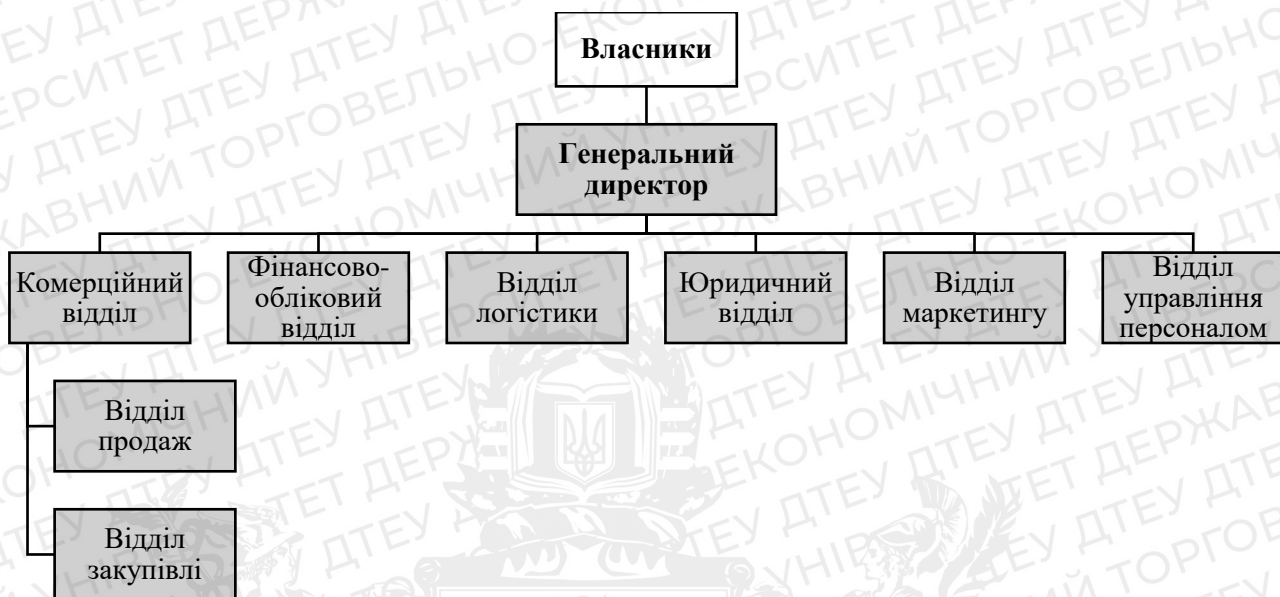 Власники
Генеральний
директор
Комерційний
відділ
Фінансово-
обліковий
відділ
Відділ
логістики
Юридичний
відділ
Відділ
маркетингу
Відділ
управління
персоналом
Відділ
продаж
Відділ
закупівлі